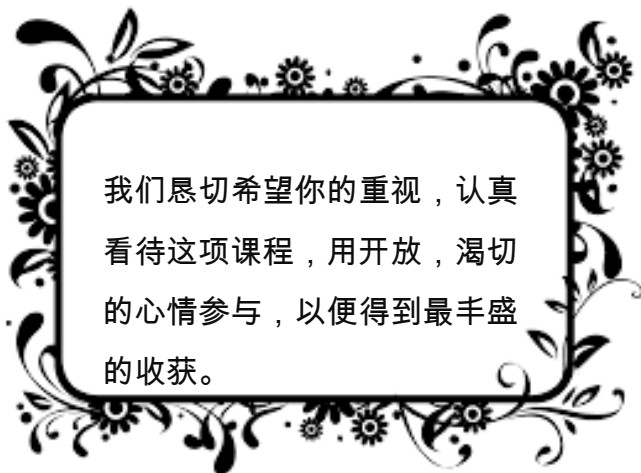 我们恳切希望你的重视，认真
看待这项课程，用开放，渴切
的心情参与，以便得到最丰盛
的收获。